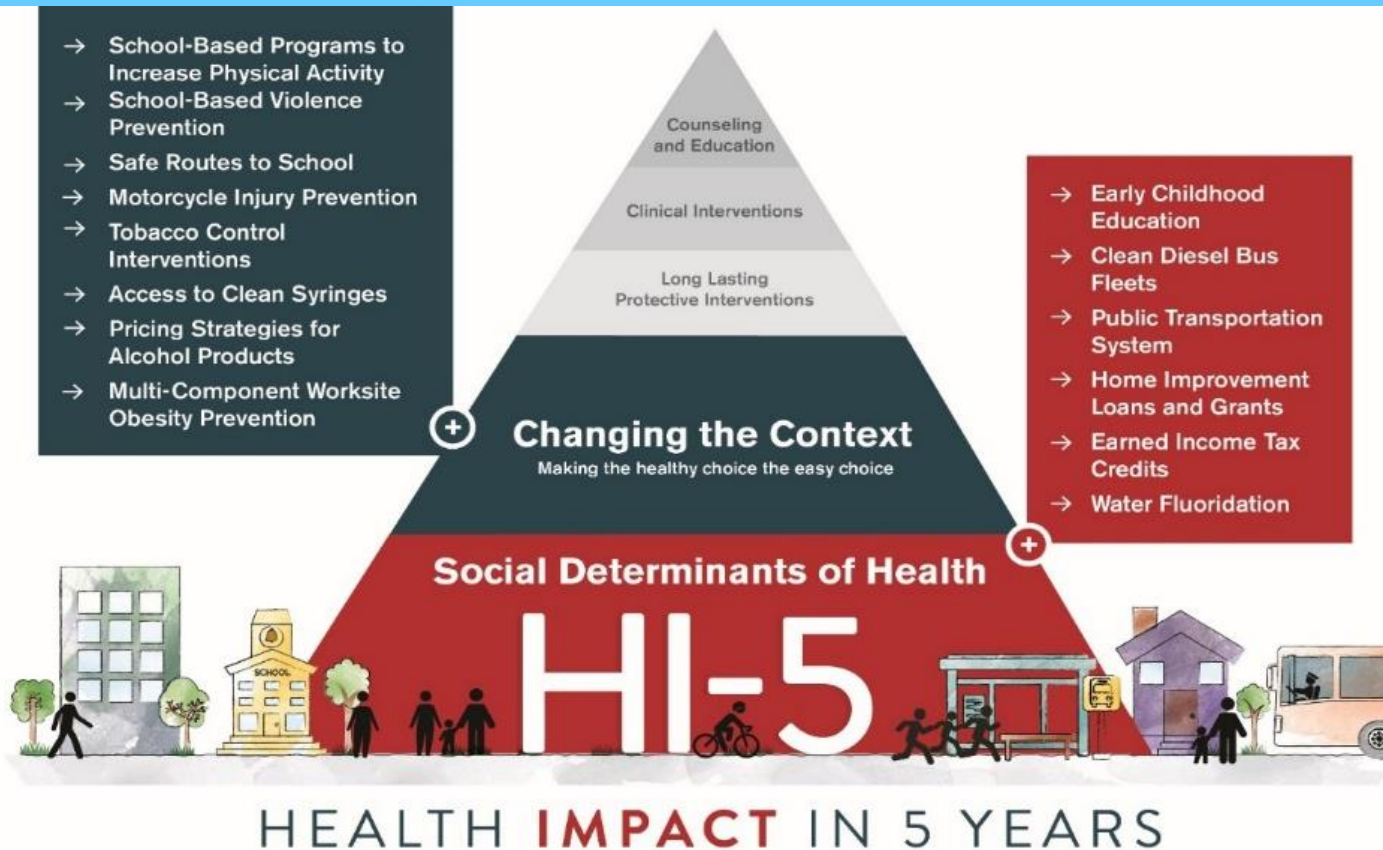 → School-Based Programs to
Increase Physical Activity
→ School-Based Violence
Prevention
→ Safe Routes to School
→ Motorcycle Injury Prevention
→ Tobacco Control
Interventions
→ Access to Clean Syringes
→ Pricing Strategies for
Alcohol Products
→ Multi-Component Worksite
Obesity Prevention
+
Counseling
and Education
Clinical Interventions
Long Lasting
Protective Interventions
Changing the Context
Making the healthy choice the easy choice
→ Early Childhood
Education
→ Clean Diesel Bus
Fleets
→ Public Transportation
System
→ Home Improvement
Loans and Grants
→ Earned Income Tax
Credits
→ Water Fluoridation
+
Social Determinants of Health
HI-5
SCHOOL
HEALTH IMPACT IN 5 YEARS